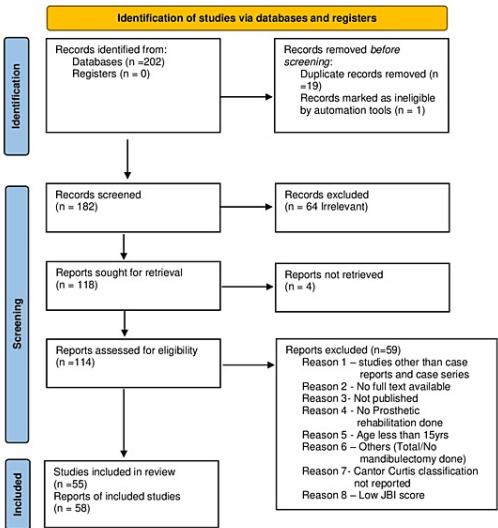 Identification of studies via databases and registers
Identification
Records identified from:
Databases (n =202)
Registers (n = 0)
Records removed before
screening:
Duplicate records removed (n
=19)
Records marked as ineligible
by automation tools (n = 1)
Screening
Records screened
(n = 182)
Records excluded
(n = 64 Irrelevant)
Reports sought for retrieval
(n = 118)
Reports not retrieved
(n = 4)
Reports assessed for eligibility
(n =114)
Reports excluded (n=59)
Reason 1 – studies other than case
reports and case series
Reason 2 - No full text available
Reason 3- Not published
Reason 4 - No Prosthetic
rehabilitation done
Reason 5 - Age less than 15yrs
Reason 6 – Others (Total/No
mandibulectomy done)
Reason 7- Cantor Curtis classification
not reported
Reason 8 – Low JBI score
Included
Studies included in review
(n =55)
Reports of included studies
(n = 58)